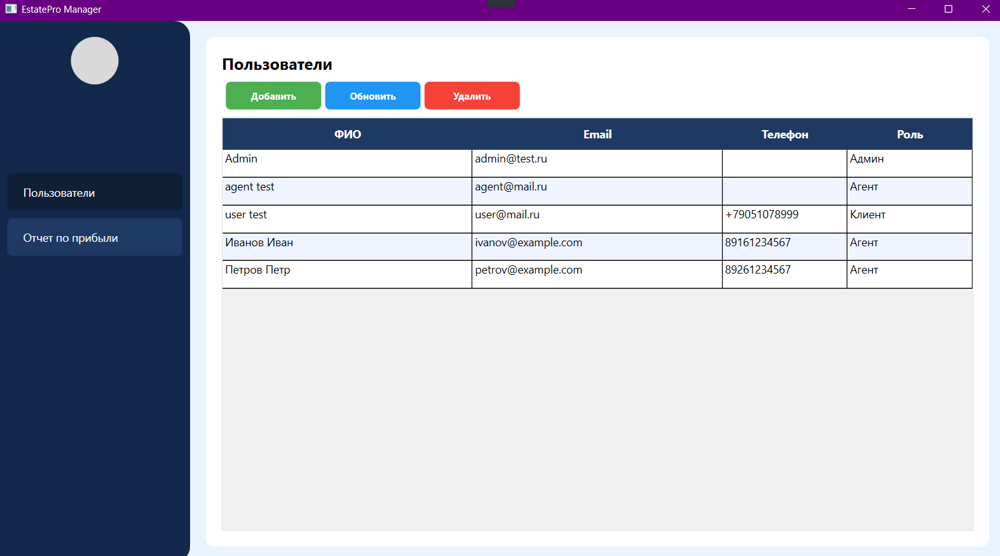 EstatePro Manager
Пользователи
Отчет по прибыли
Пользователи
Добавить Обновить Удалить
ФИО Email Телефон Роль
Admin admin@test.ru Админ
agent test agent@mail.ru Агент
user test user@mail.ru +79051078999 Клиент
Иванов Иван ivanov@example.com 89161234567 Агент
Петров Петр petrov@example.com 89261234567 Агент